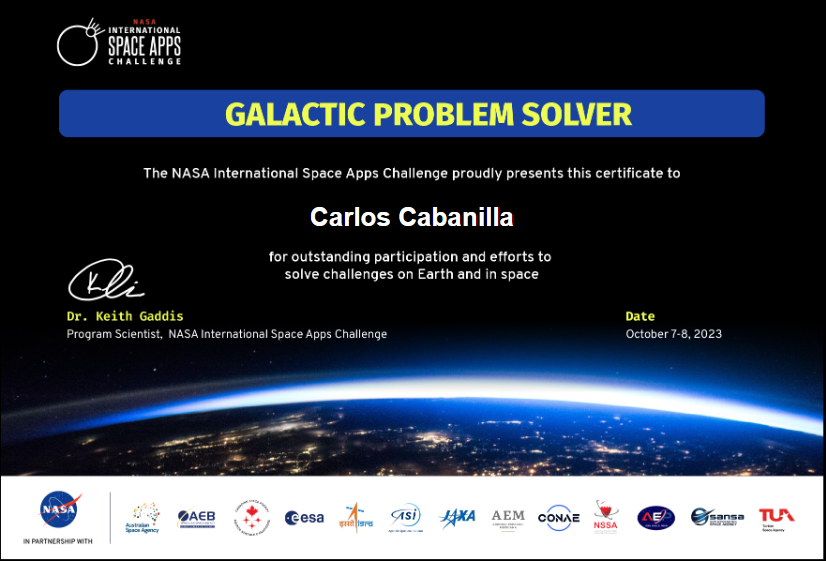 NASA
INTERNATIONAL
SPACE APPS
CHALLENGE
GALACTIC PROBLEM SOLVER
The NASA International Space Apps Challenge proudly presents this certificate to
Carlos Cabanilla
for outstanding participation and efforts to
solve challenges on Earth and in space
Dr. Keith Gaddis
Program Scientist, NASA International Space Apps Challenge
Date
October 7-8, 2023
NASA
IN PARTNERSHIP WITH
Australian
Space Agency
AEB
esa
इसरो isro
asi
JAXA
AEM
CONAE
NSSA
AE
sansa
TUA